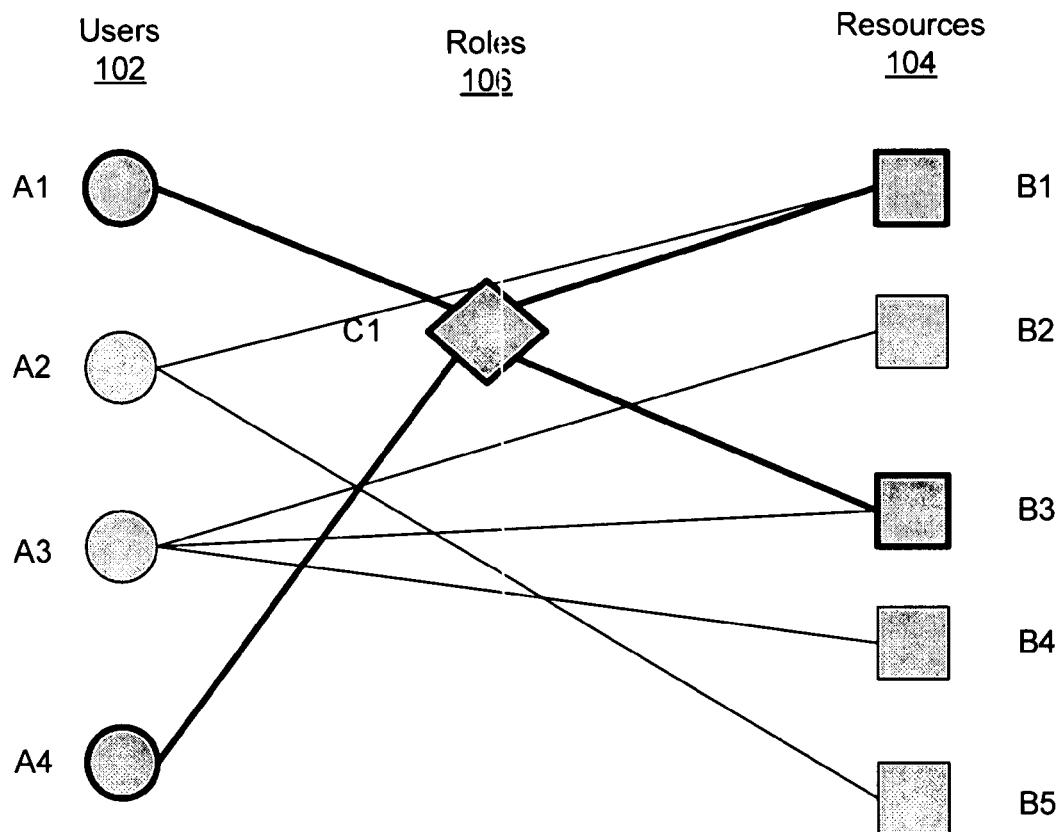 Users
102
Roles
106
Resources
104
A1
B1
C1
B2
A2
A3
B3
B4
A4
B5